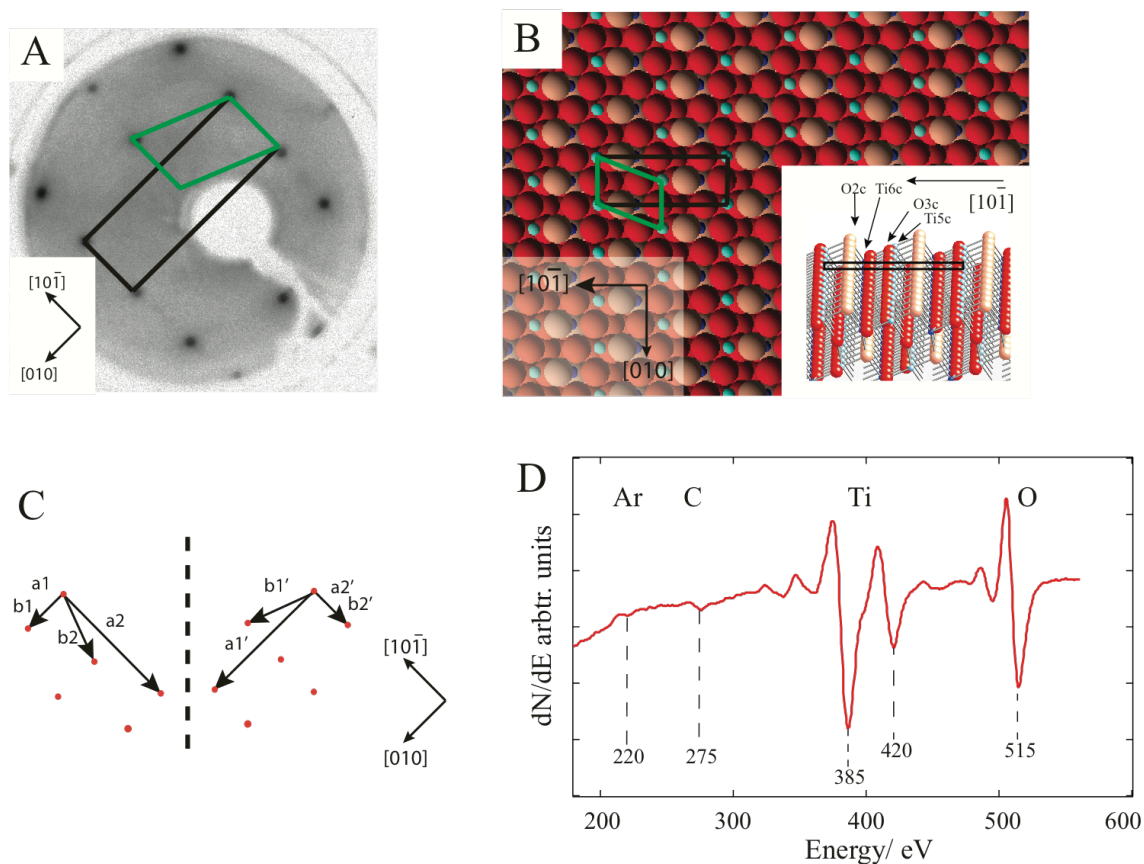 A
[101̄]
[010]
B
[101̄]
[010]
O2c
Ti6c
O3c
Ti5c
[101̄]
C
a1
b1
b2
a2
b1'
a2'
b2'
a1'
[101̄]
[010]
D
Ar
C
Ti
O
dN/dE arbtr. units
220
275
385
420
515
200
300
400
500
600
Energy/ eV